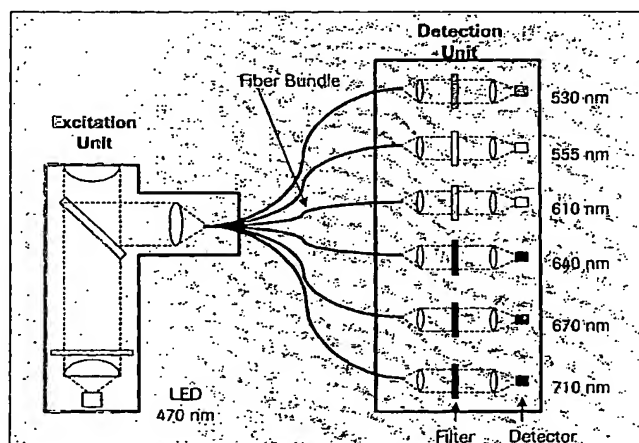 Detection
Unit
Fiber Bundle
530 nm
Excitation
Unit
555 nm
610 nm
640 nm
670 nm
LED
470 nm
710 nm
Filter
Detector